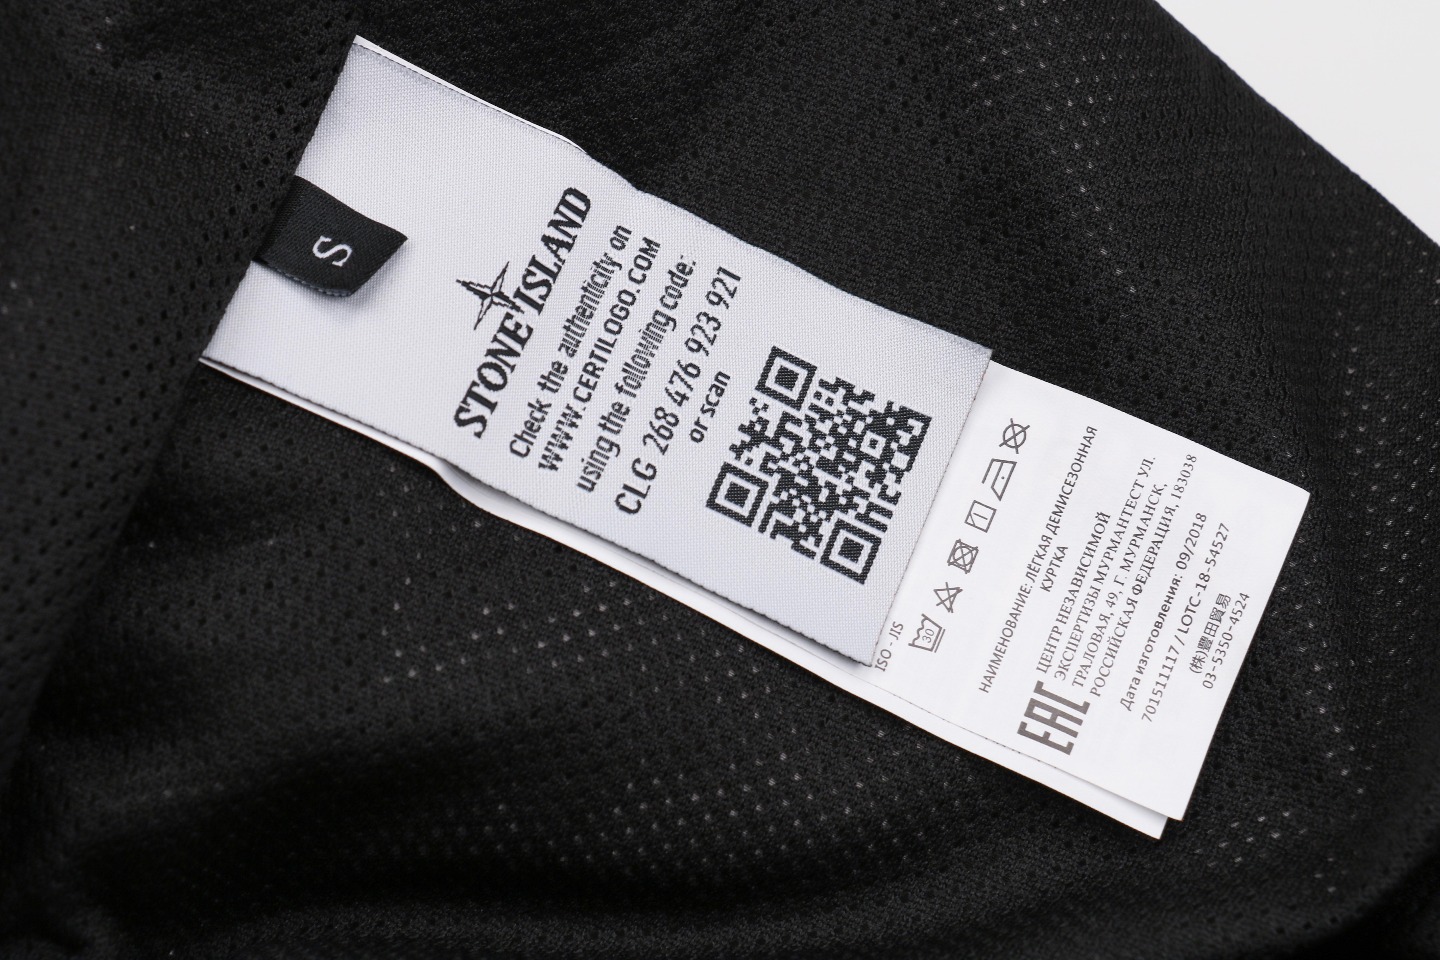 S
STONE ISLAND
Check the authenticity on
WWW.CERTILOGO.COM
using the following code:
CLG 268 476 923 921
or scan
ISO - JIS
30
НАИМЕНОВАНИЕ: ЛЁГКАЯ ДЕМИСЕЗОННАЯ
КУРТКА
ЕАС
ЦЕНТР НЕЗАВИСИМОЙ
ЭКСПЕРТИЗЫ МУРМАНТЕСТ УЛ.
ТРАЛОВАЯ, 49, Г. МУРМАНСК,
РОССИЙСКАЯ ФЕДЕРАЦИЯ, 183038
Дата изготовления: 09/2018
701511117 / LOTC-18-54527
(株)豊田貿易
03-5350-4524